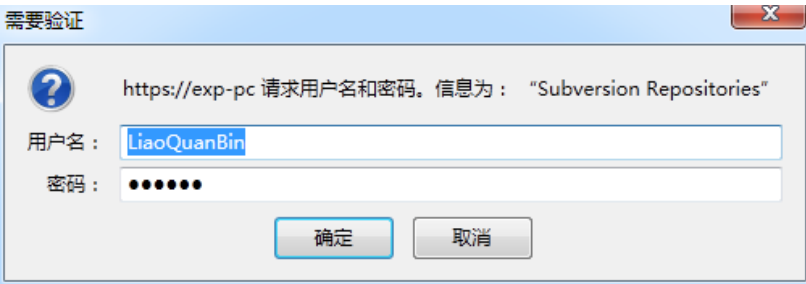 需要验证
https://exp-pc 请求用户名和密码。信息为： “Subversion Repositories”
用户名： LiaoQuanBin
密码： ●●●●●●
确定 取消